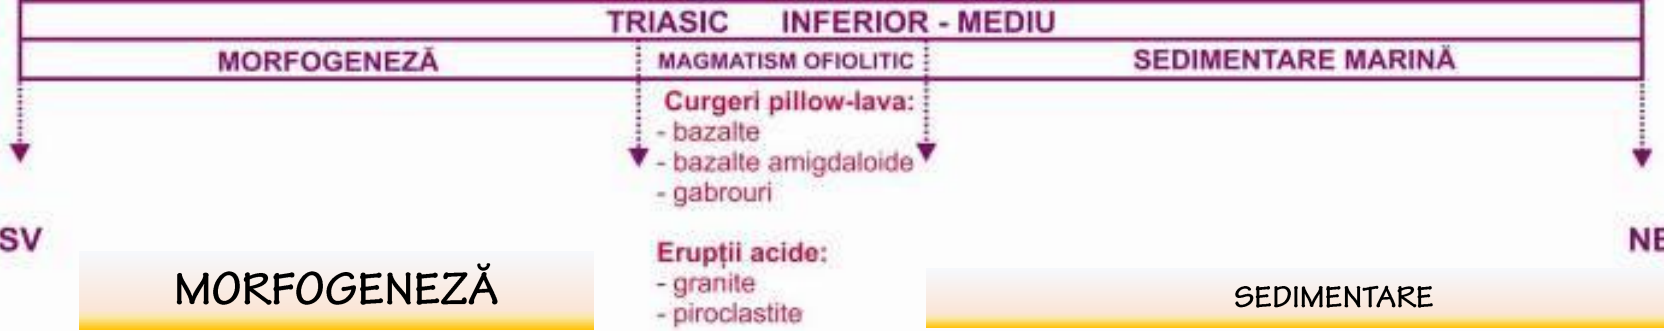 TRIASIC INFERIOR - MEDIU
MORFOGENEZĂ MAGMATISM OFIOLITIC SEDIMENTARE MARINĂ
Curgeri pillow-lava:
- bazalte
- bazalte amigdaloide
- gabrouri
SV NE
Erupții acide:
- granite
- piroclastite
MORFOGENEZĂ SEDIMENTARE